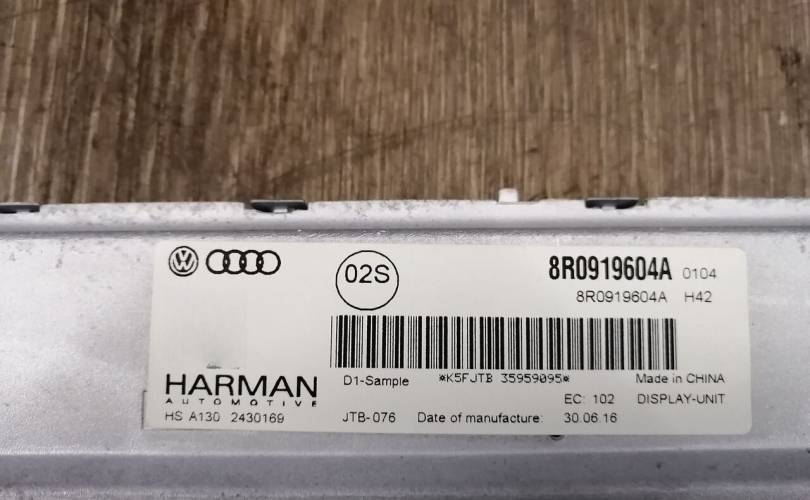 02S
8R0919604A 0104
8R0919604A H42
HARMAN
AUTOMOTIVE
D1-Sample *K5FJTB 35959095* Made in CHINA
EC: 102 DISPLAY-UNIT
HS A130 2430169 JTB-076 Date of manufacture: 30.06.16